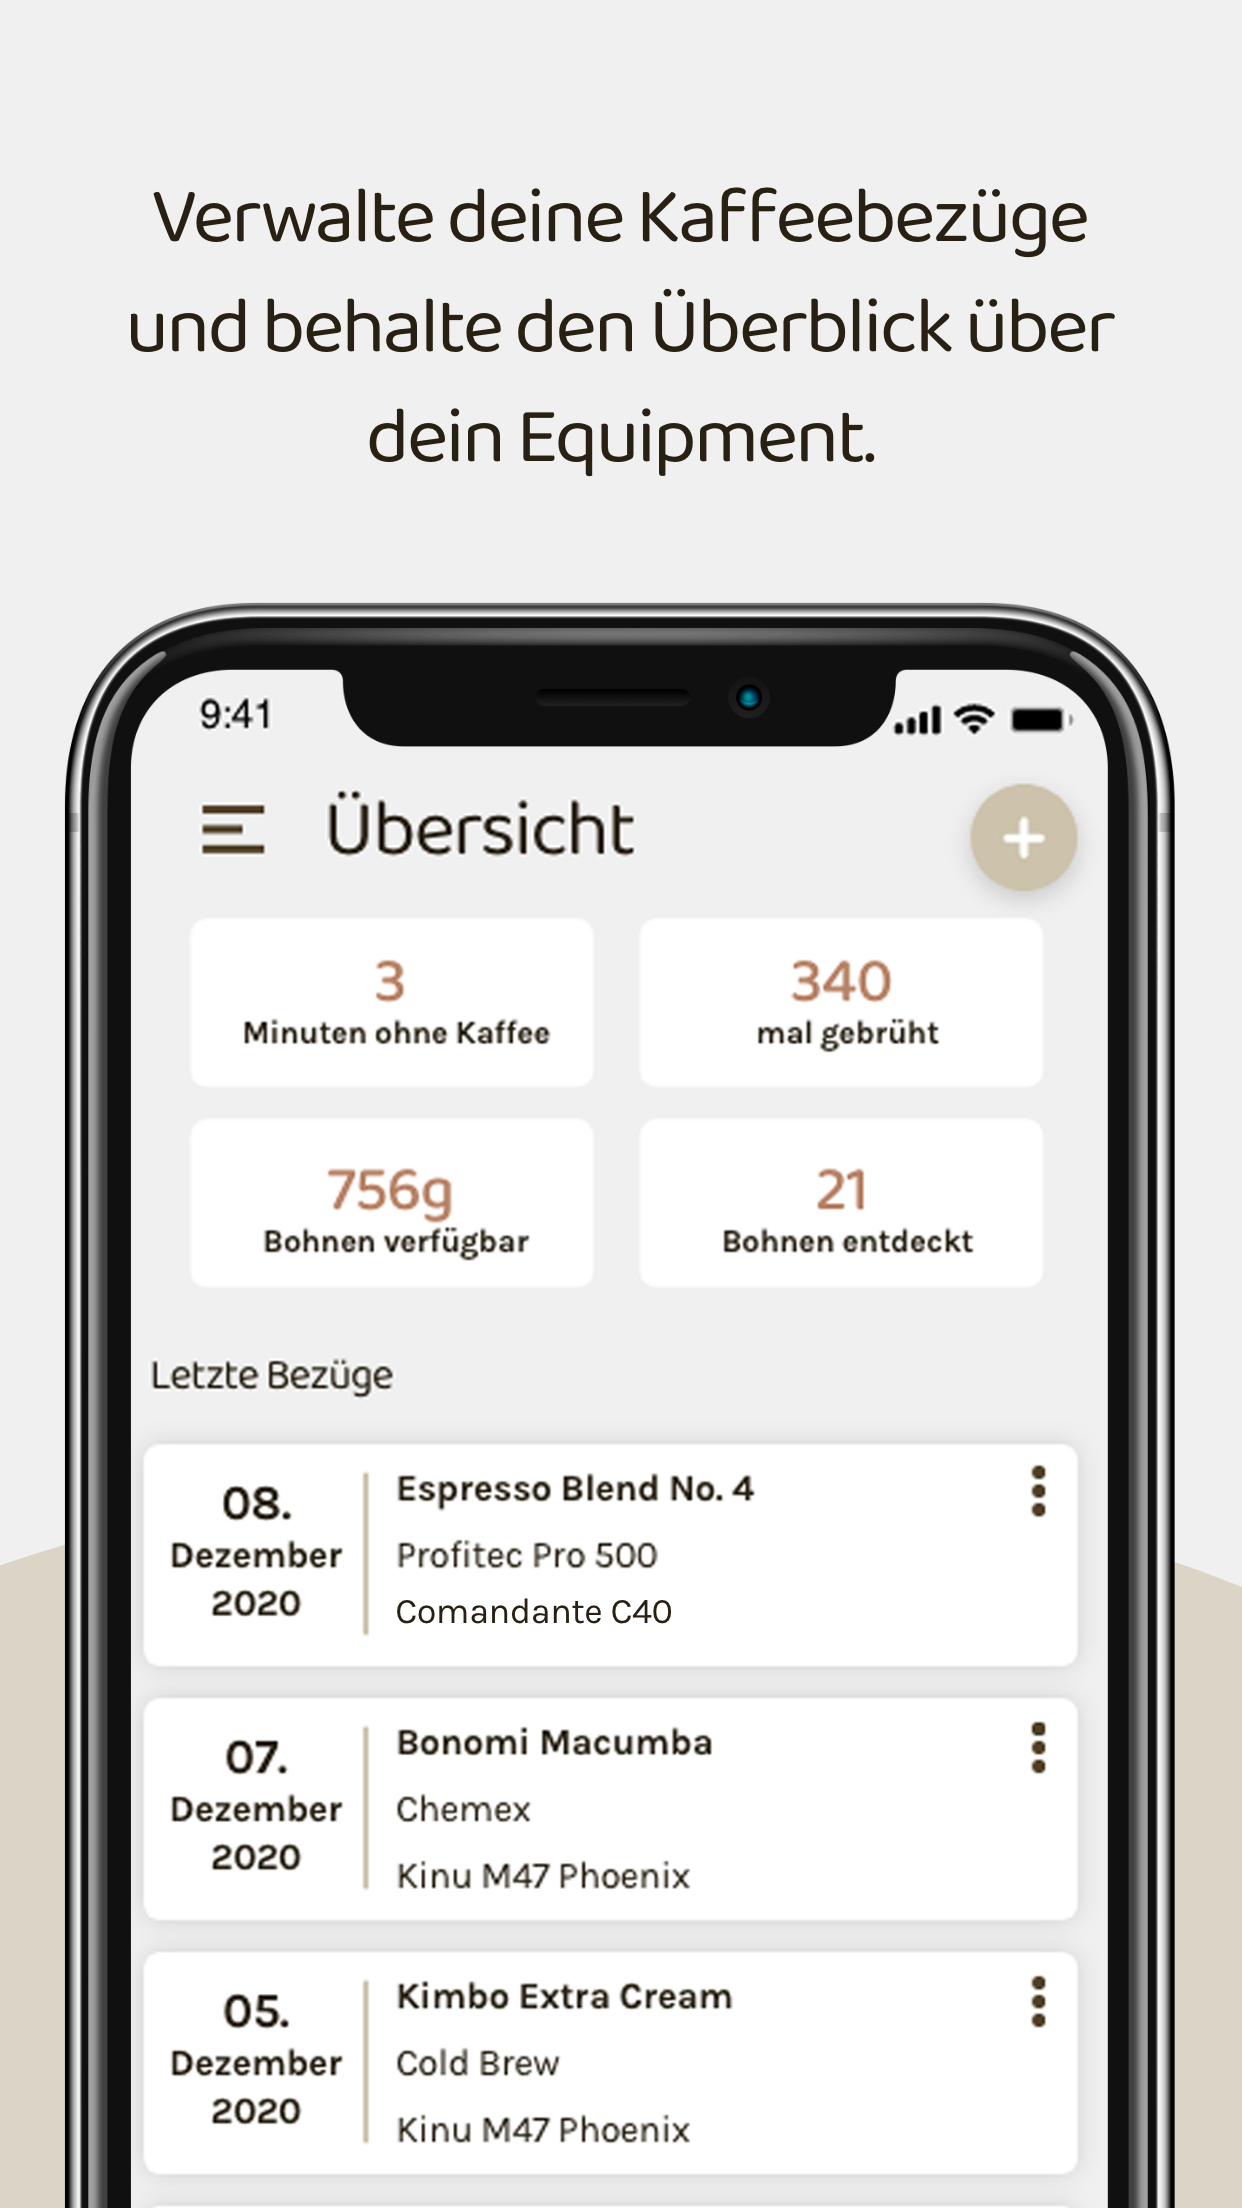 Verwalte deine Kaffeebezüge
und behalte den Überblick über
dein Equipment.
9:41
Übersicht
3
Minuten ohne Kaffee
340
mal gebrüht
756g
Bohnen verfügbar
21
Bohnen entdeckt
Letzte Bezüge
08.
Dezember
2020
Espresso Blend No. 4
Profitec Pro 500
Comandante C40
07.
Dezember
2020
Bonomi Macumba
Chemex
Kinu M47 Phoenix
05.
Dezember
2020
Kimbo Extra Cream
Cold Brew
Kinu M47 Phoenix